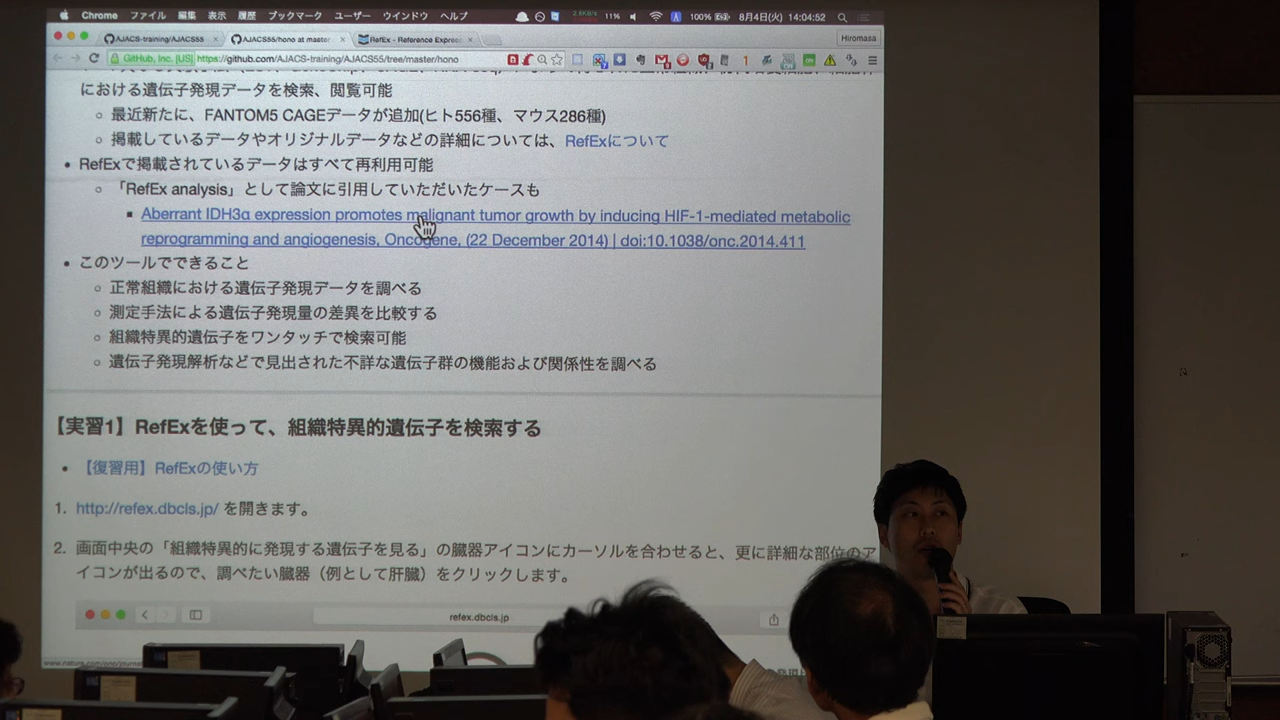 Chrome ファイル 編集 表示 履歴 ブックマーク ユーザー ウインドウ ヘルプ 11% 100% 8月4日(火) 14:04:52
AJACS-training/AJACS55 AJACS55/hono at master RefEx - Reference Express Hiromasa
GitHub, Inc. [US] https://github.com/AJACS-training/AJACS55/tree/master/hono
における遺伝子発現データを検索、閲覧可能
最近新たに、FANTOM5 CAGEデータが追加(ヒト556種、マウス286種)
掲載しているデータやオリジナルデータなどの詳細については、RefExについて
RefExで掲載されているデータはすべて再利用可能
「RefEx analysis」として論文に引用していただいたケースも
Aberrant IDH3α expression promotes malignant tumor growth by inducing HIF-1-mediated metabolic
reprogramming and angiogenesis, Oncogene, (22 December 2014) | doi:10.1038/onc.2014.411
このツールでできること
正常組織における遺伝子発現データを調べる
測定手法による遺伝子発現量の差異を比較する
組織特異的遺伝子をワンタッチで検索可能
遺伝子発現解析などで見出された不詳な遺伝子群の機能および関係性を調べる
【実習1】RefExを使って、組織特異的遺伝子を検索する
【復習用】RefExの使い方
1. http://refex.dbcls.jp/ を開きます。
2. 画面中央の「組織特異的に発現する遺伝子を見る」の臓器アイコンにカーソルを合わせると、更に詳細な部位のア
イコンが出るので、調べたい臓器（例として肝臓）をクリックします。
refex.dbcls.jp